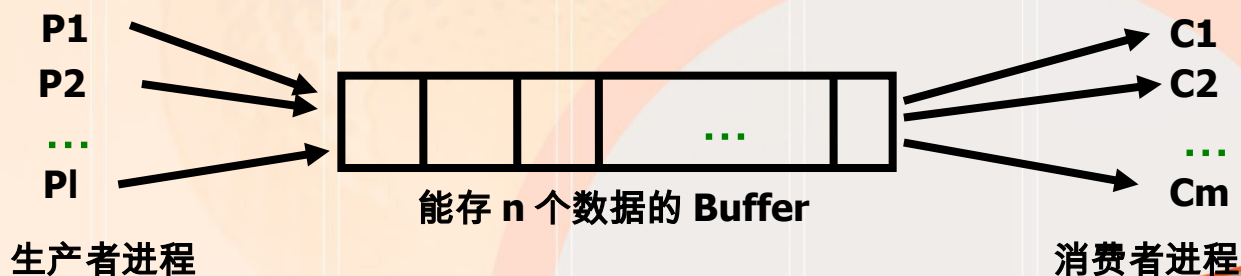 P1
P2
...
Pl
生产者进程
...
能存 n 个数据的 Buffer
C1
C2
...
Cm
消费者进程